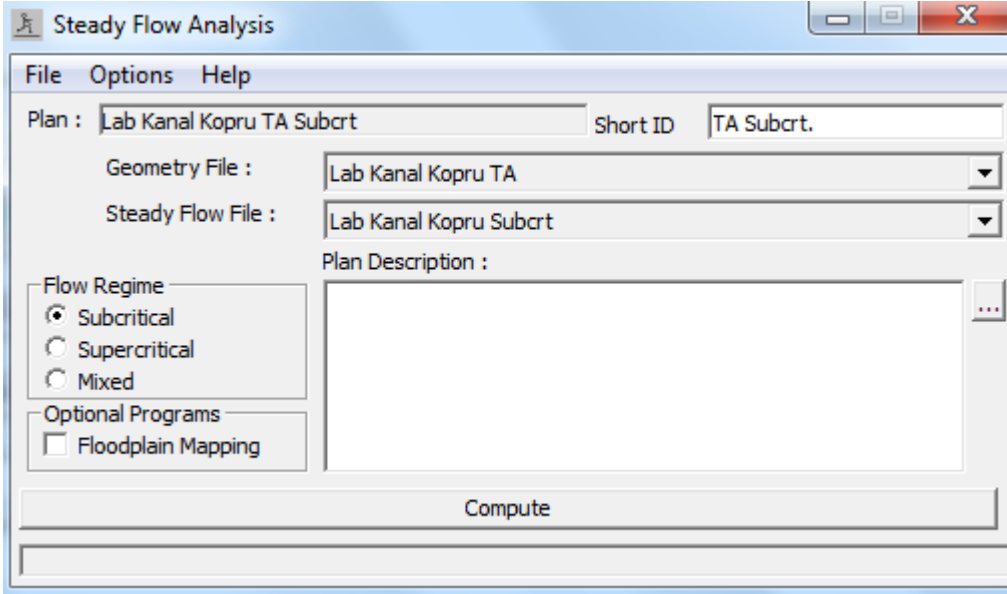 Steady Flow Analysis
File Options Help
Plan : Lab Kanal Kopru TA Subcrt Short ID TA Subcrt.
Geometry File : Lab Kanal Kopru TA
Steady Flow File : Lab Kanal Kopru Subcrt
Plan Description :
Flow Regime
Subcritical
Supercritical
Mixed
Optional Programs
Floodplain Mapping
...
Compute